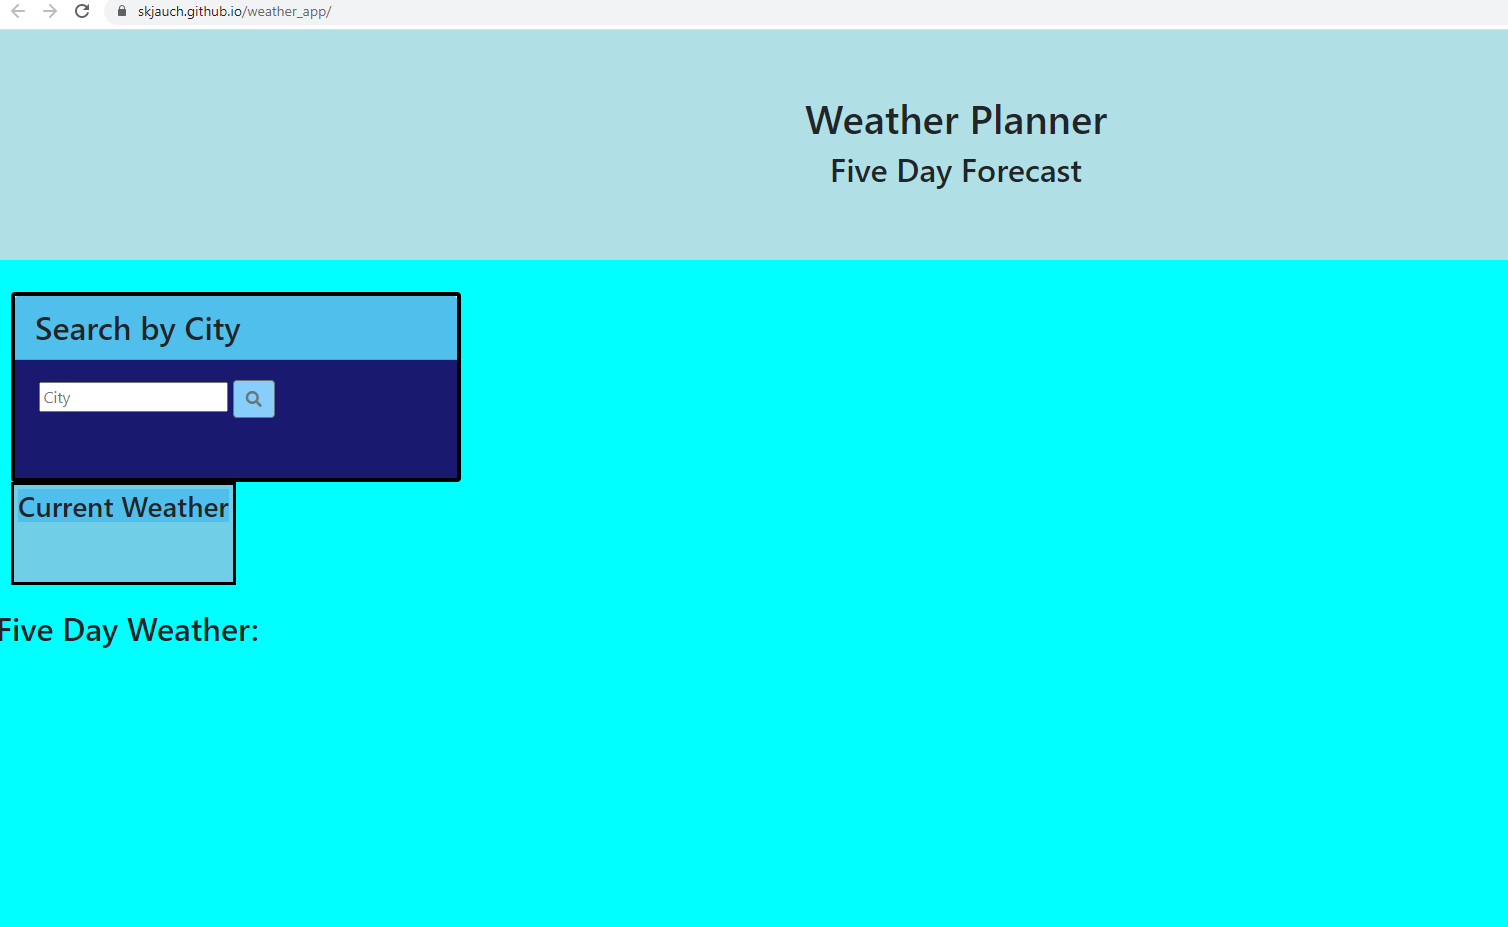 skjauch.github.io/weather_app/
Weather Planner
Five Day Forecast
Search by City
City
Current Weather
Five Day Weather: